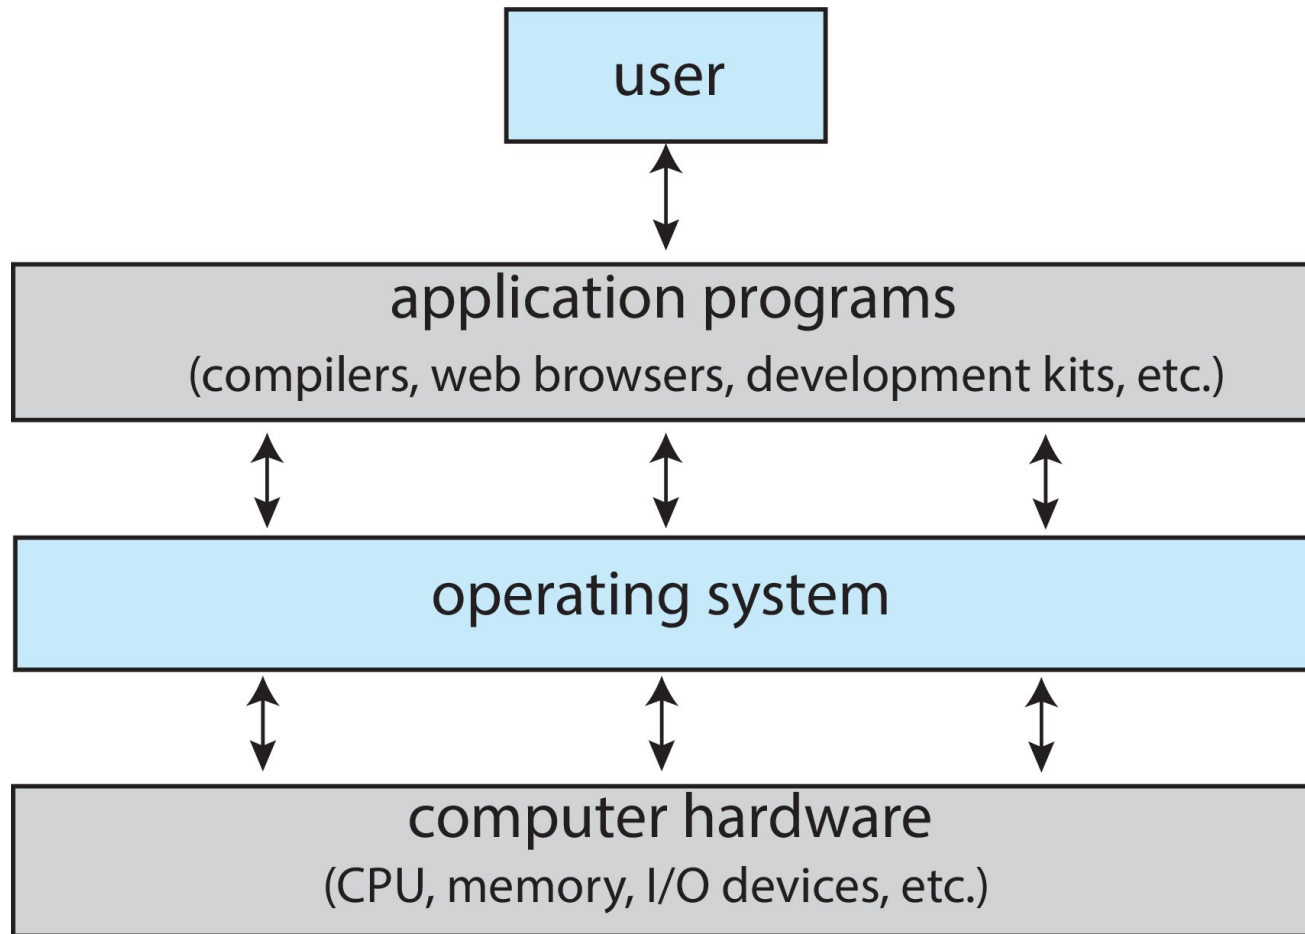 user
application programs
(compilers, web browsers, development kits, etc.)
operating system
computer hardware
(CPU, memory, I/O devices, etc.)